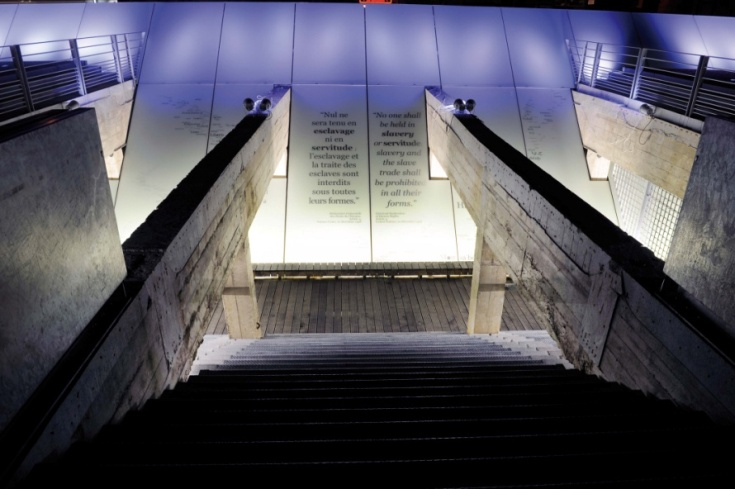 "Nul ne
sera tenu en
esclavage
ni en
servitude ;
l'esclavage et
la traite des
esclaves sont
interdits
sous toutes
leurs formes."
"No one shall
be held in
slavery
or servitude;
slavery and
the slave
trade shall
be prohibited
in all their
forms."